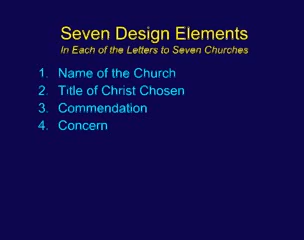 Seven Design Elements
In Each of the Letters to Seven Churches
1. Name of the Church
2. Title of Christ Chosen
3. Commendation
4. Concern